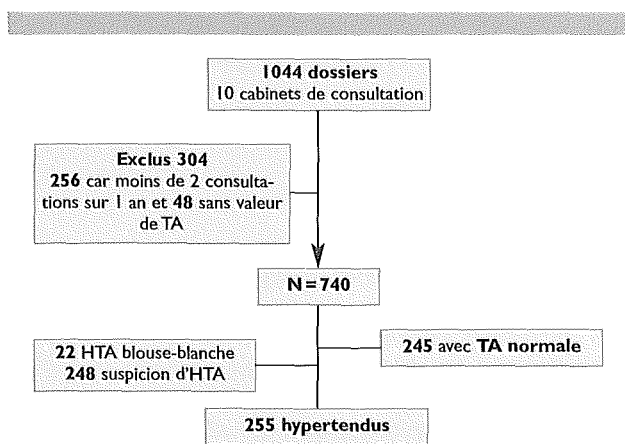 1044 dossiers
10 cabinets de consultation
Exclus 304
256 car moins de 2 consulta-
tions sur 1 an et 48 sans valeur
de TA
N = 740
22 HTA blouse-blanche
248 suspicion d'HTA
245 avec TA normale
255 hypertendus